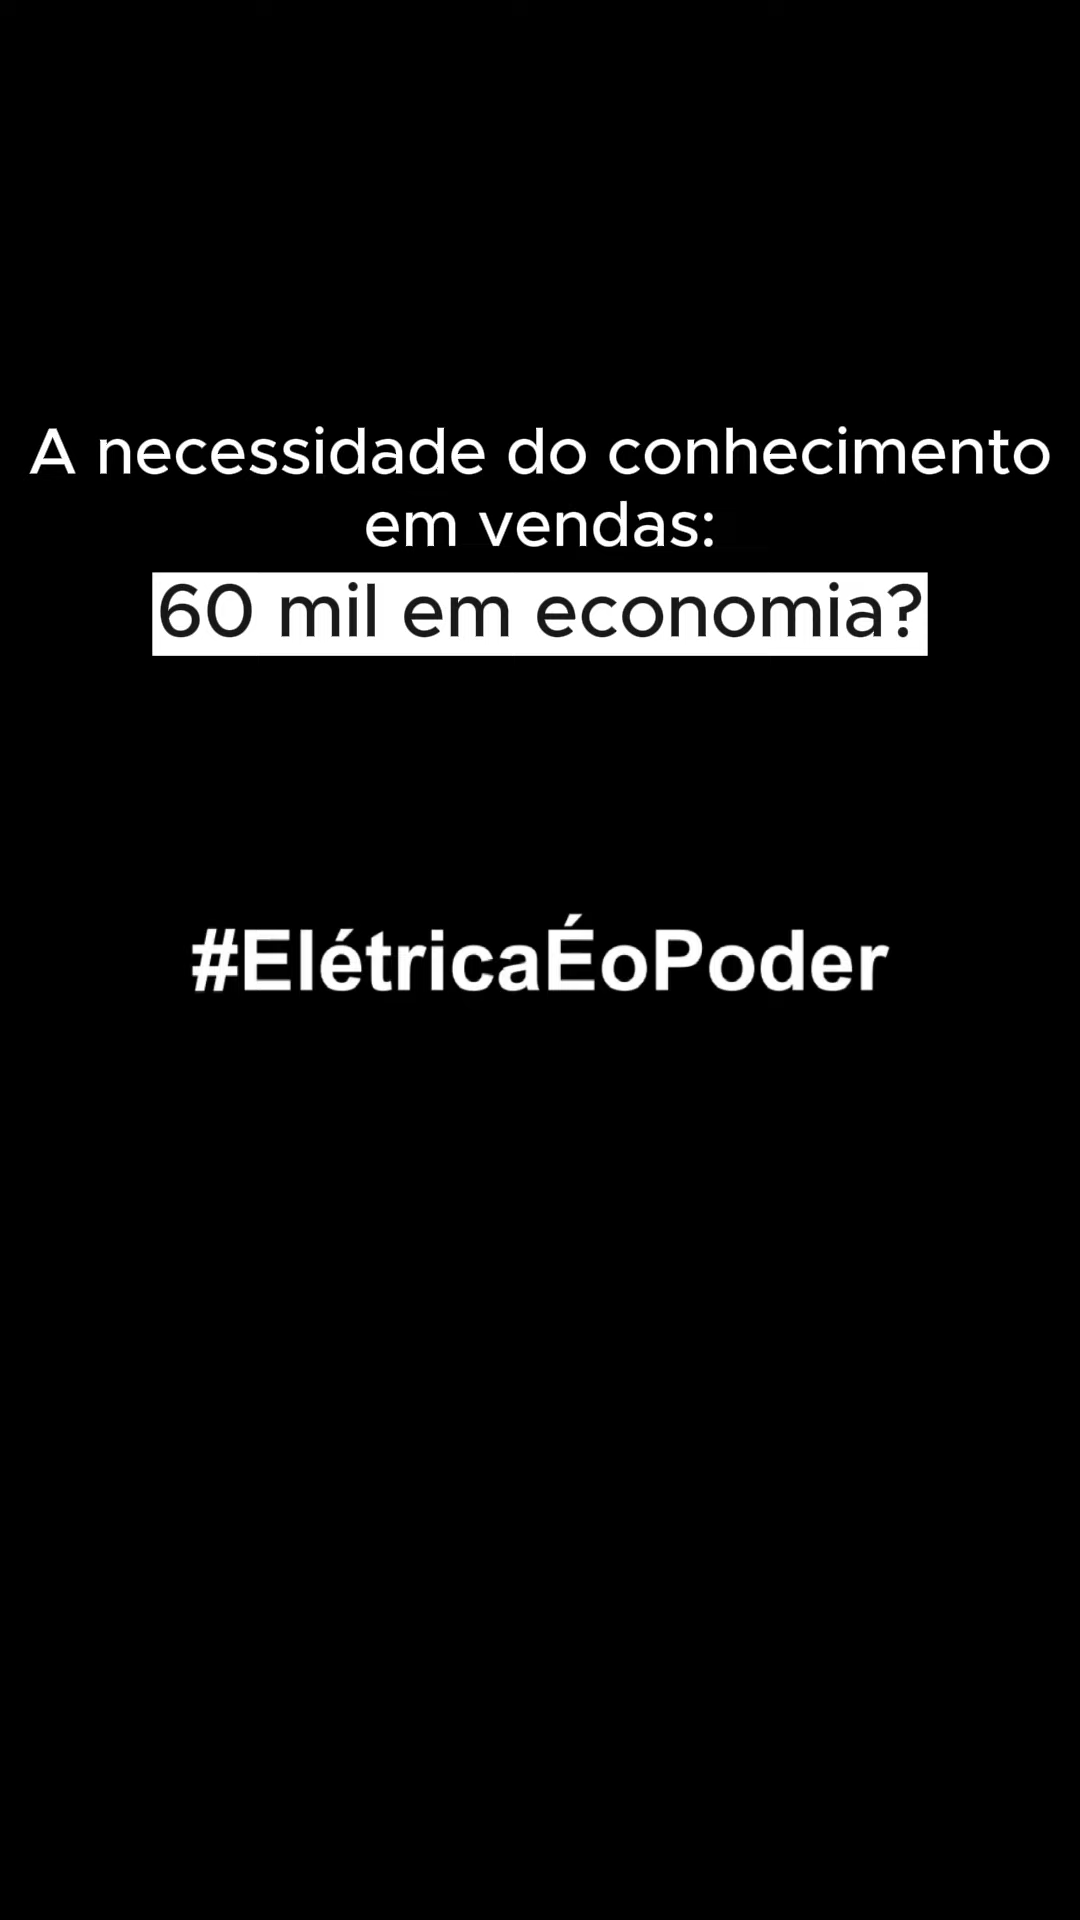 A necessidade do conhecimento
em vendas:
60 mil em economia?
#ElétricaÉoPoder